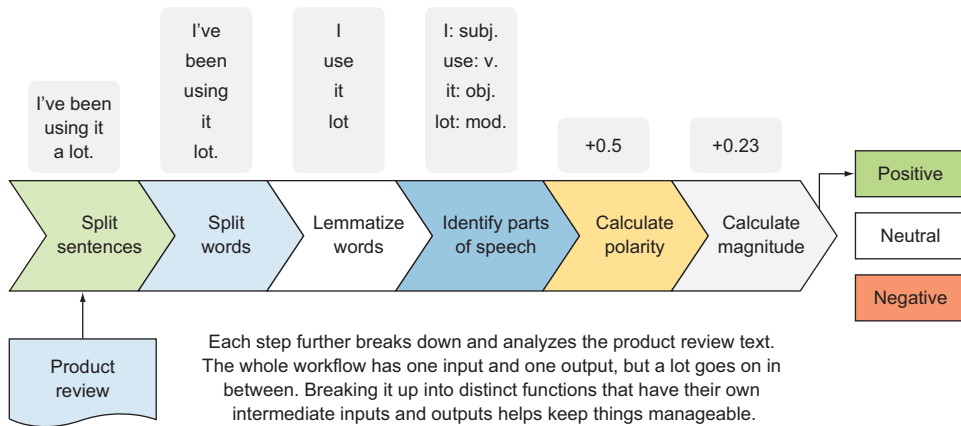 I've been
using it
a lot.
I've
been
using
it
lot.
I
use
it
lot
I: subj.
use: v.
it: obj.
lot: mod.
+0.5
+0.23
Split
sentences
Split
words
Lemmatize
words
Identify parts
of speech
Calculate
polarity
Calculate
magnitude
Positive
Neutral
Negative
Product
review
Each step further breaks down and analyzes the product review text.
The whole workflow has one input and one output, but a lot goes on in
between. Breaking it up into distinct functions that have their own
intermediate inputs and outputs helps keep things manageable.